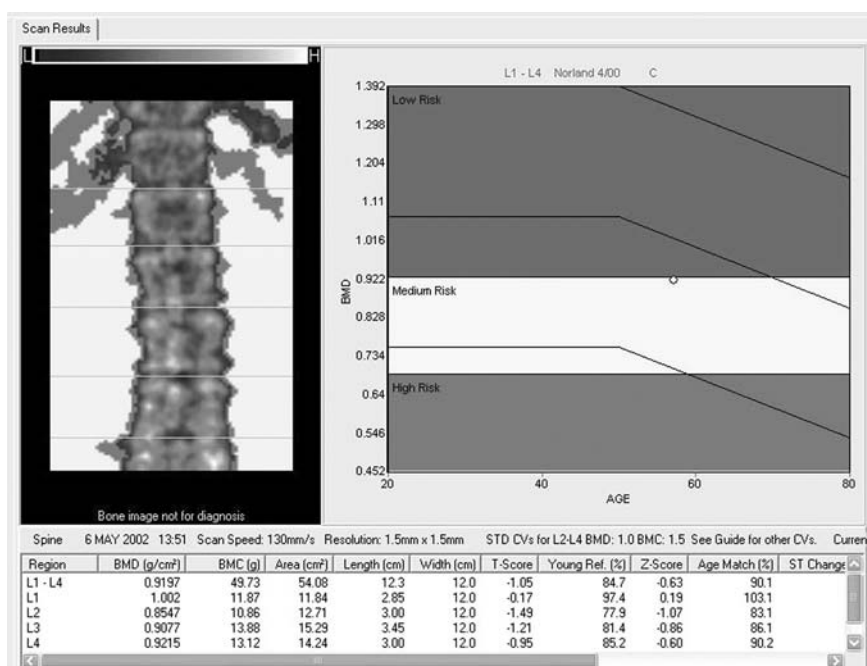 Scan Results
L H
L1 - L4 Norland 4/00 C
1.392
Low Risk
1.298
1.204
1.11
1.016
0.922
Medium Risk
BMD
0.828
0.734
0.64
High Risk
0.546
0.452
20 40 60 80
AGE
Bone image not for diagnosis
Spine 6 MAY 2002 13:51 Scan Speed: 130mm/s Resolution: 1.5mm x 1.5mm STD CVs for L2-L4 BMD: 1.0 BMC: 1.5 See Guide for other CVs. Curren
Region BMD (g/cm²) BMC (g) Area (cm²) Length (cm) Width (cm) T-Score Young Ref. (%) Z-Score Age Match (%) ST Change
L1 - L4 0.9197 49.73 54.08 12.3 12.0 -1.05 84.7 -0.63 90.1
L1 1.002 11.87 11.84 2.85 12.0 -0.17 97.4 0.19 103.1
L2 0.8547 10.86 12.71 3.00 12.0 -1.49 77.9 -1.07 83.1
L3 0.9077 13.88 15.29 3.45 12.0 -1.21 81.4 -0.86 86.1
L4 0.9215 13.12 14.24 3.00 12.0 -0.95 85.2 -0.60 90.2